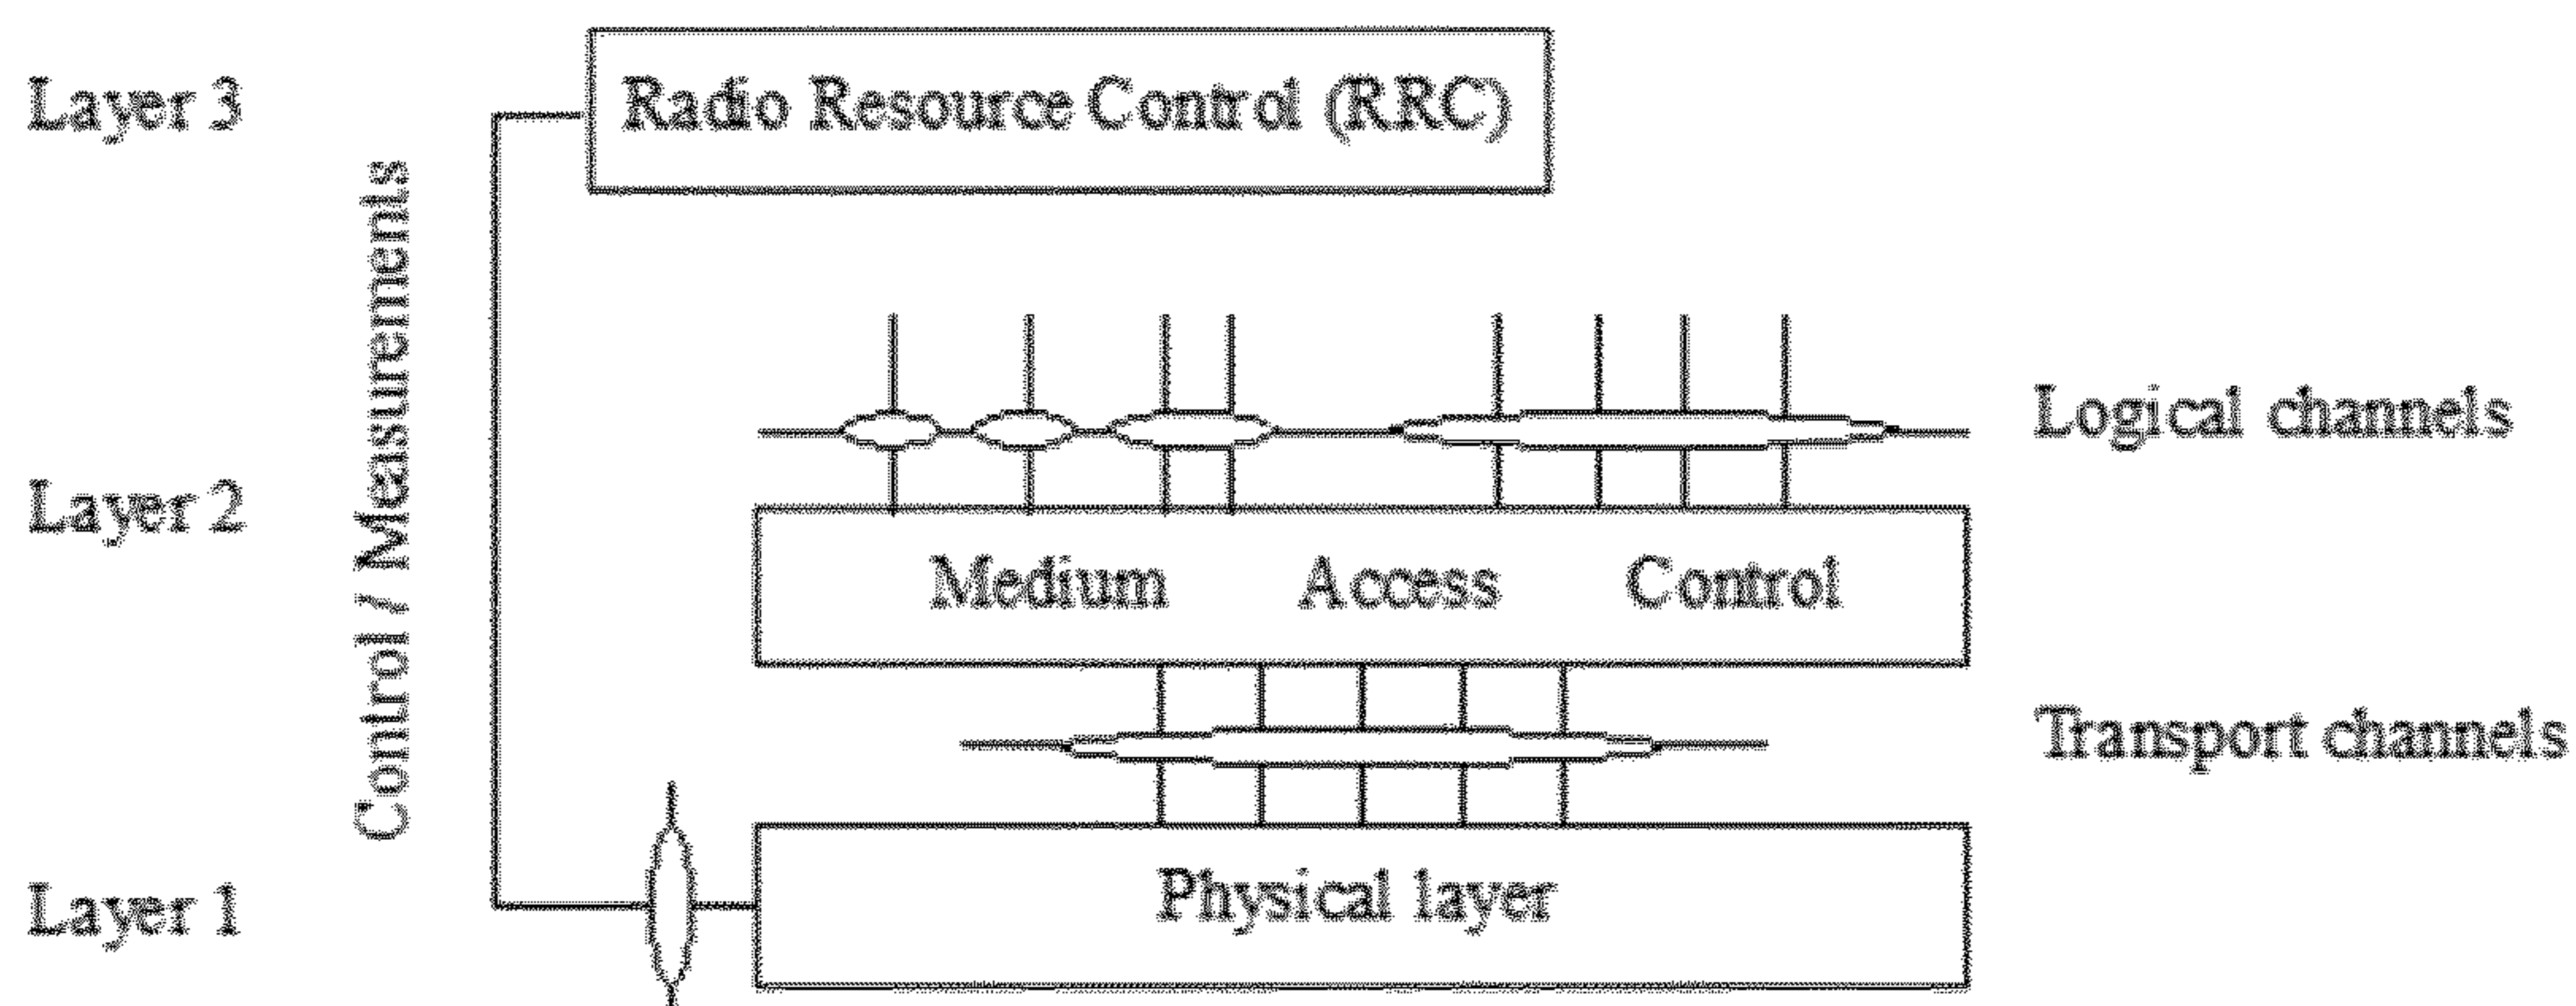 Layer 3
Radio Resource Control (RRC)
Control / Measurements
Logical channels
Layer 2
Medium Access Control
Transport channels
Layer 1
Physical layer